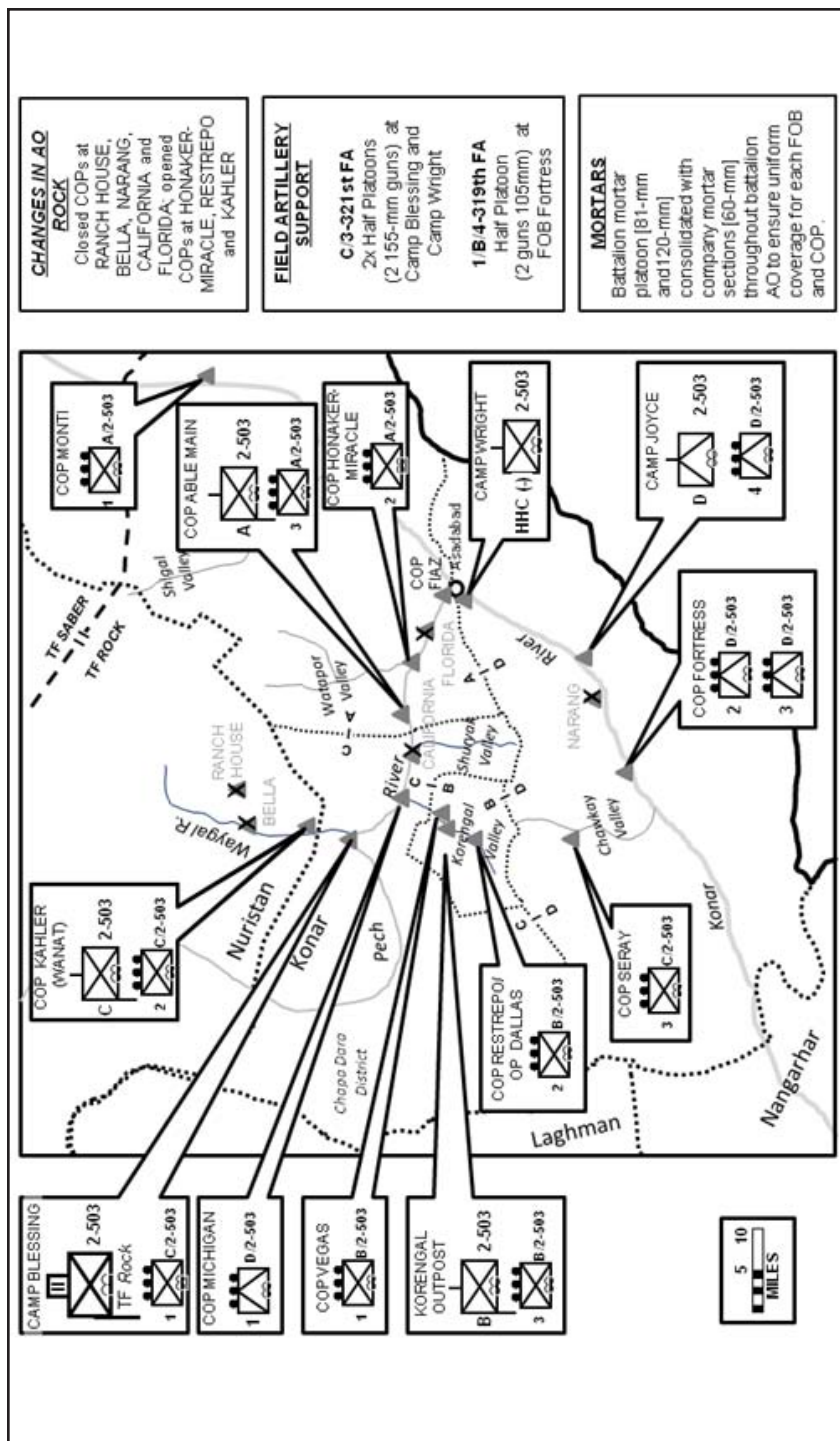 CAMP BLESSING
II
2-503
TF Rock
1
C/2-503
COP MICHIGAN
1
D/2-503
COP VEGAS
1
B/2-503
KORENGAL
OUTPOST
B
2-503
3
B/2-503
5 10
MILES
COP KAHLER
(WANAT)
C
2-503
2
C/2-503
Waygal R.
BELLA
RANCH
HOUSE
TF SABER
II
TF ROCK
Shigal
Valley
COP MONTI
1
A/2-503
COP ABLE MAIN
A
2-503
3
A/2-503
COP HONAKER-
MIRACLE
2
A/2-503
CAMP WRIGHT
HHC (-)
2-503
CAMP JOYCE
D
2-503
4
D/2-503
COP FORTRESS
2
D/2-503
3
D/2-503
COP SERAY
3
C/2-503
COP RESTREPO/
OP DALLAS
2
B/2-503
Nuristan
Konar
Pech
River
Chapa Dara
District
Watapor
Valley
C
I
A
CALIFORNIA
FLORIDA
COP
FIAZ
Asadabad
A
I
D
Shuryak
Valley
C
I
B
Korengal
Valley
B
I
D
C
I
D
River
NARANG
Chawkay
Valley
Konar
Laghman
Nangarhar
CHANGES IN AO
ROCK
Closed COPs at
RANCH HOUSE,
BELLA, NARANG,
CALIFORNIA and
FLORIDA; opened
COPs at HONAKER-
MIRACLE, RESTREPO
and KAHLER
FIELD ARTILLERY
SUPPORT
C/3-321st FA
2x Half Platoons
(2 155-mm guns) at
Camp Blessing and
Camp Wright
1/B/4-319th FA
Half Platoon
(2 guns 105mm) at
FOB Fortress
MORTARS
Battalion mortar
platoon [81-mm
and120-mm]
consolidated with
company mortar
sections [60-mm]
throughout battalion
AO to ensure uniform
coverage for each FOB
and COP.